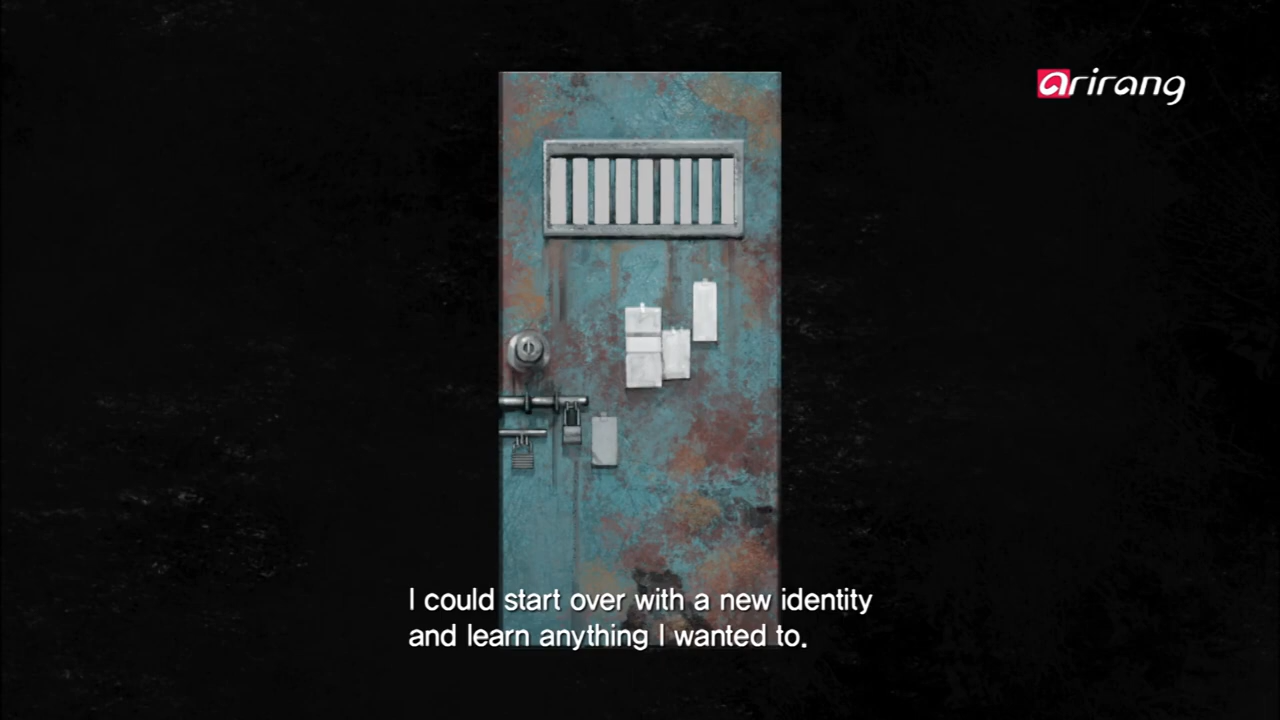 arirang
I could start over with a new identity
and learn anything I wanted to.